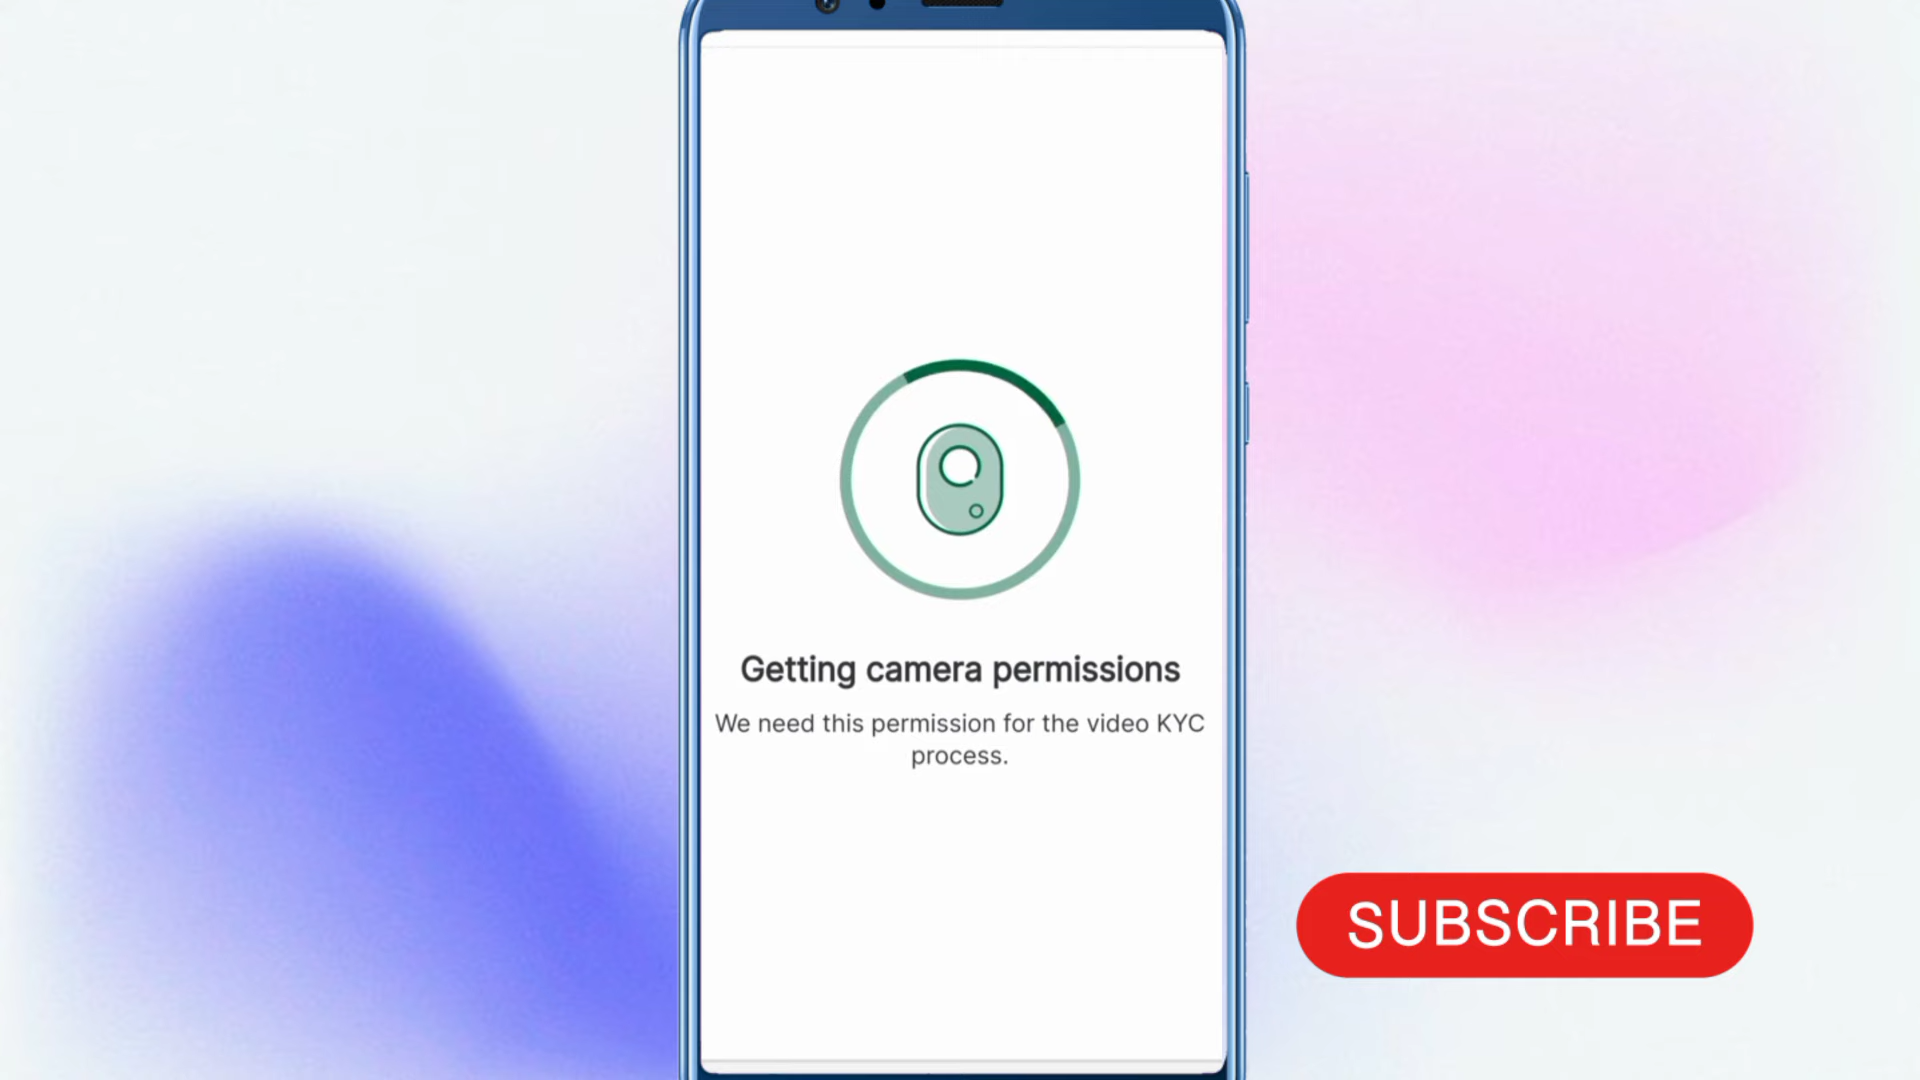 Getting camera permissions
We need this permission for the video KYC
process.
SUBSCRIBE